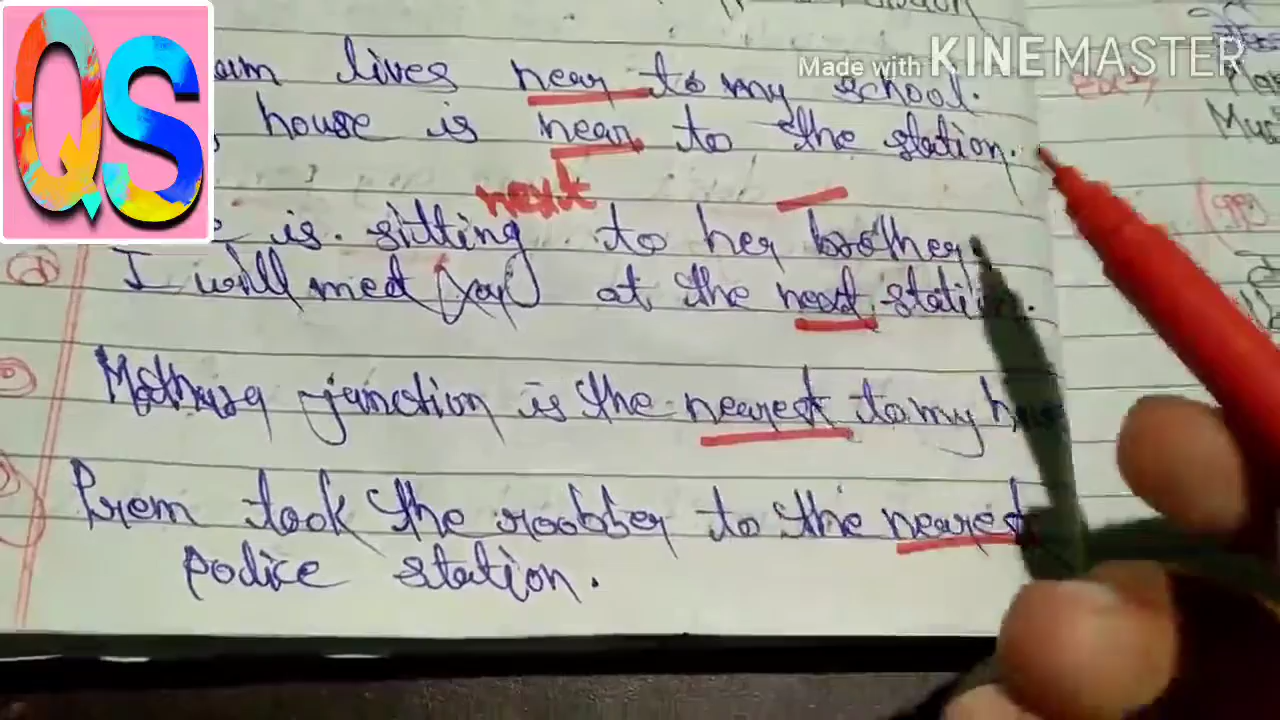 QS
Made with KINEMASTER
lives near to my school.
house is near to the station.
next
is sitting to her brother
I will meet you at the next station.
junction is the nearest to my
Prem took the roobber to the nearest
police station.